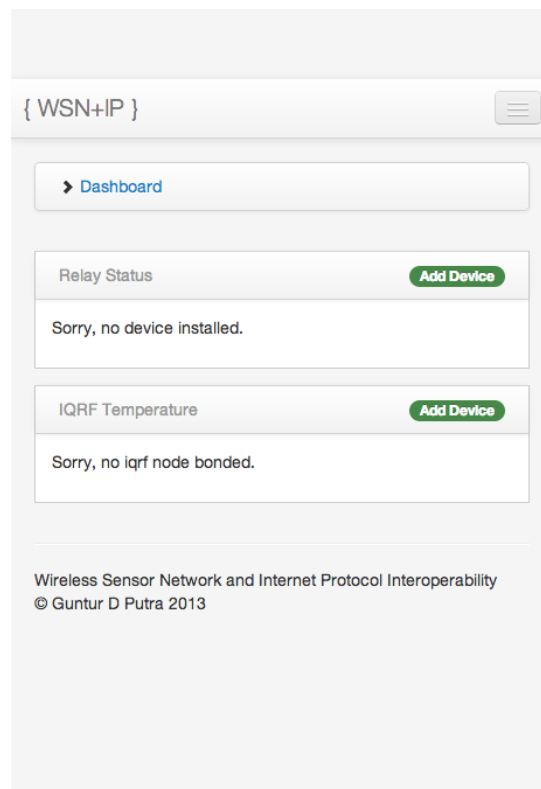 { WSN+IP }
Dashboard
Relay Status
Add Device
Sorry, no device installed.
IQRF Temperature
Add Device
Sorry, no iqrf node bonded.
Wireless Sensor Network and Internet Protocol Interoperability
© Guntur D Putra 2013